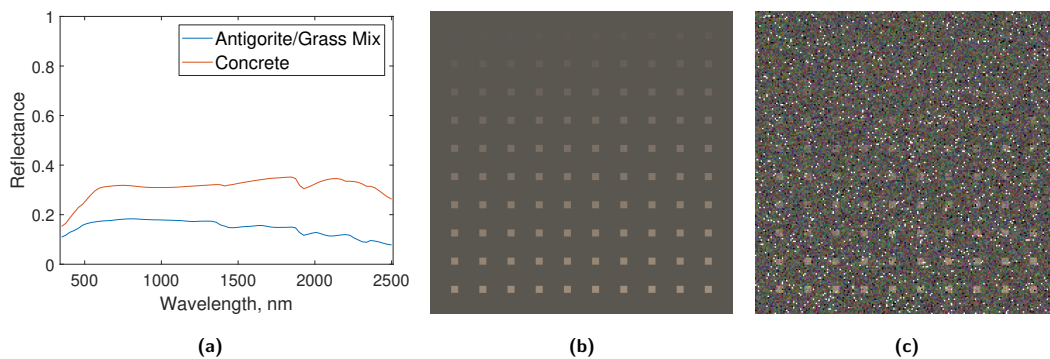 1
0.8
0.6
0.4
0.2
0
Reflectance
Antigorite/Grass Mix
Concrete
500 1000 1500 2000 2500
Wavelength, nm
(a) (b) (c)